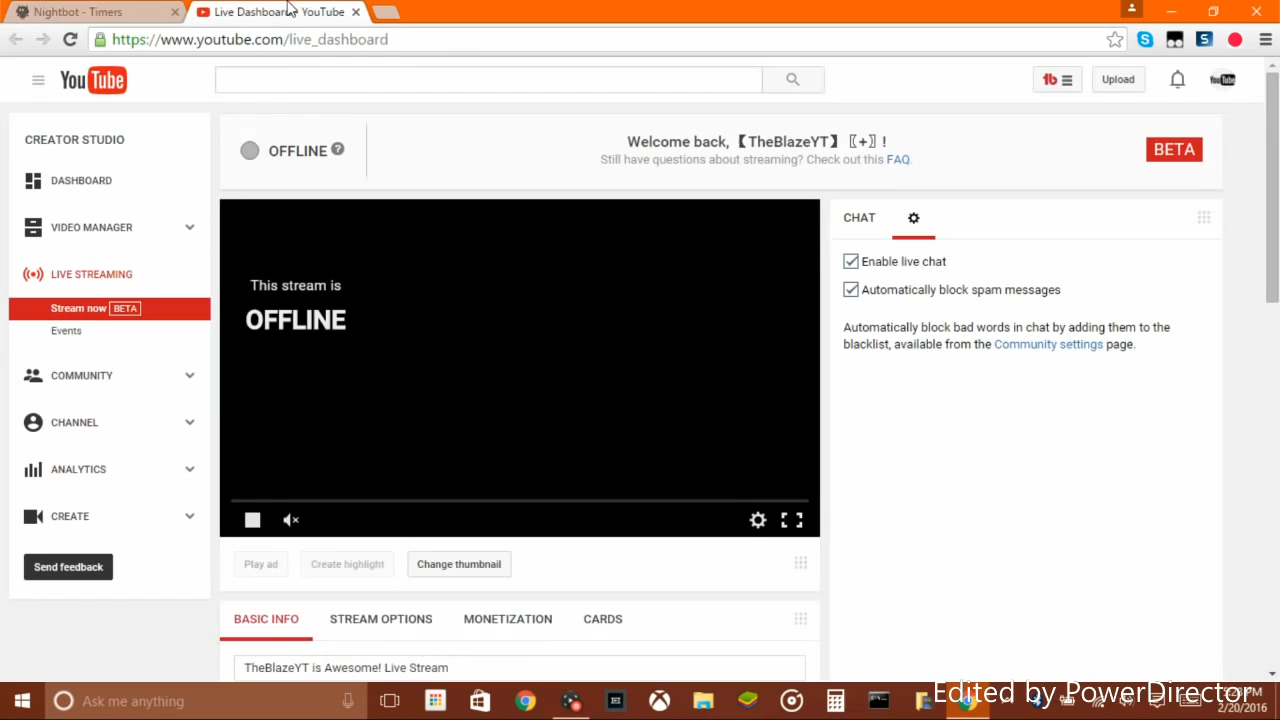 Nightbot - Timers
Live Dashboard - YouTube
https://www.youtube.com/live_dashboard
YouTube
Upload
YouTube
CREATOR STUDIO
DASHBOARD
VIDEO MANAGER
LIVE STREAMING
Stream now BETA
Events
COMMUNITY
CHANNEL
ANALYTICS
CREATE
Send feedback
OFFLINE
Welcome back, 【TheBlazeYT】 〖+〗 !
Still have questions about streaming? Check out this FAQ.
BETA
This stream is
OFFLINE
CHAT
Enable live chat
Automatically block spam messages
Automatically block bad words in chat by adding them to the
blacklist, available from the Community settings page.
Play ad
Create highlight
Change thumbnail
BASIC INFO
STREAM OPTIONS
MONETIZATION
CARDS
TheBlazeYT is Awesome! Live Stream
Ask me anything
Edited by PowerDirector
2/20/2016